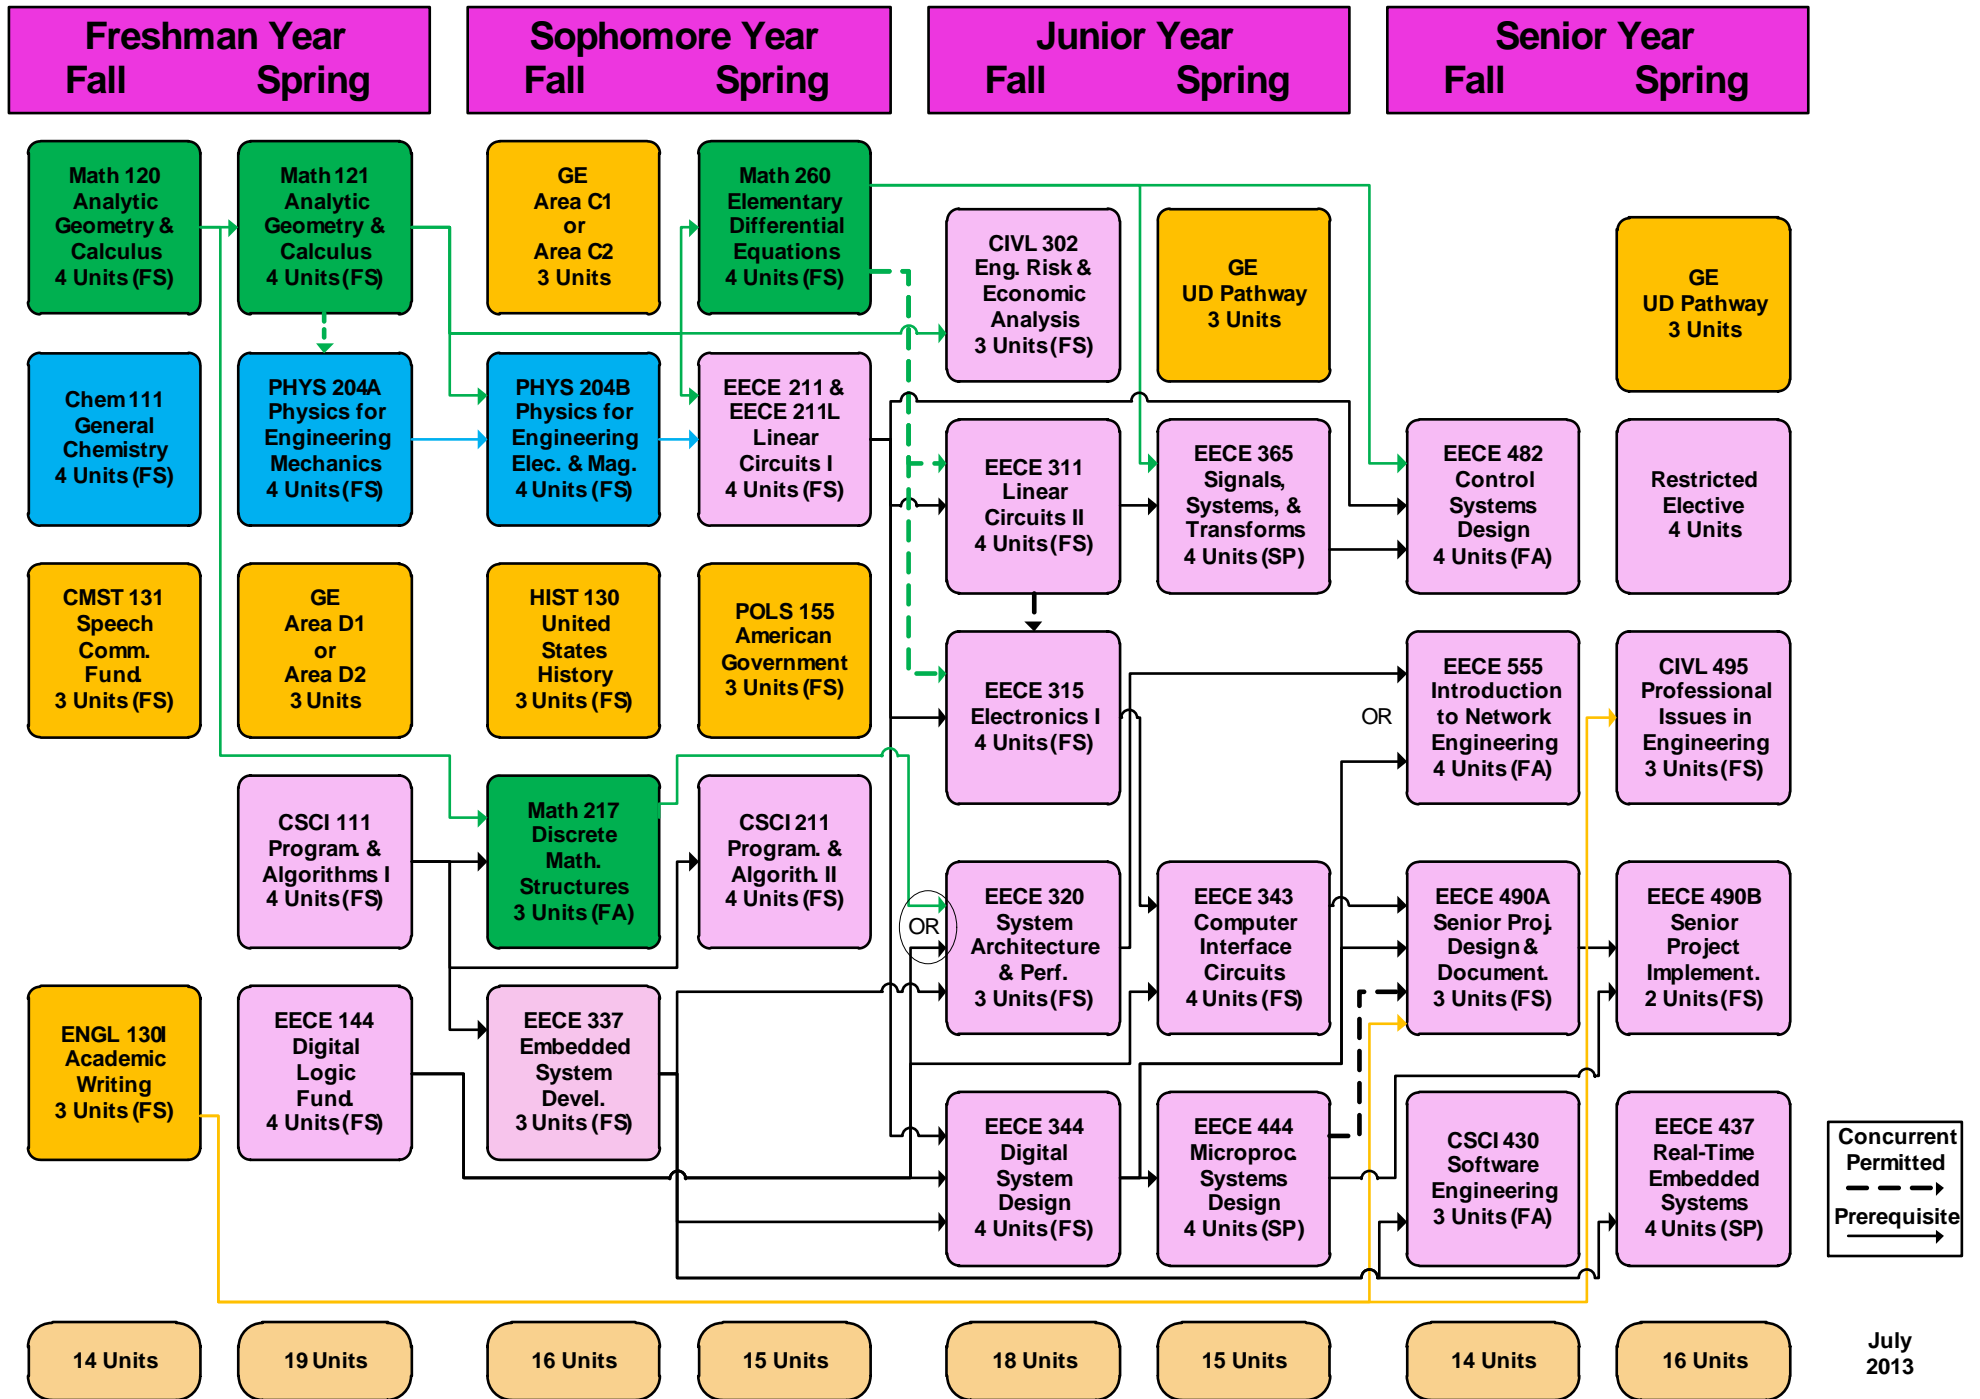 Freshman Year
Fall Spring
Sophomore Year
Fall Spring
Junior Year
Fall Spring
Senior Year
Fall Spring
Math 120
Analytic
Geometry &
Calculus
4 Units (FS)
Math 121
Analytic
Geometry &
Calculus
4 Units (FS)
GE
Area C1
or
Area C2
3 Units
Math 260
Elementary
Differential
Equations
4 Units (FS)
CIVL 302
Eng. Risk &
Economic
Analysis
3 Units (FS)
GE
UD Pathway
3 Units
GE
UD Pathway
3 Units
Chem 111
General
Chemistry
4 Units (FS)
PHYS 204A
Physics for
Engineering
Mechanics
4 Units (FS)
PHYS 204B
Physics for
Engineering
Elec. & Mag.
4 Units (FS)
EECE 211 &
EECE 211L
Linear
Circuits I
4 Units (FS)
EECE 311
Linear
Circuits II
4 Units (FS)
EECE 365
Signals,
Systems, &
Transforms
4 Units (SP)
EECE 482
Control
Systems
Design
4 Units (FA)
Restricted
Elective
4 Units
CMST 131
Speech
Comm.
Fund.
3 Units (FS)
GE
Area D1
or
Area D2
3 Units
HIST 130
United
States
History
3 Units (FS)
POLS 155
American
Government
3 Units (FS)
EECE 315
Electronics I
4 Units (FS)
OR
EECE 555
Introduction
to Network
Engineering
4 Units (FA)
CIVL 495
Professional
Issues in
Engineering
3 Units (FS)
CSCI 111
Program. &
Algorithms I
4 Units (FS)
Math 217
Discrete
Math.
Structures
3 Units (FA)
CSCI 211
Program. &
Algorith. II
4 Units (FS)
OR
EECE 320
System
Architecture
& Perf.
3 Units (FS)
EECE 343
Computer
Interface
Circuits
4 Units (FS)
EECE 490A
Senior Proj.
Design &
Document.
3 Units (FS)
EECE 490B
Senior
Project
Implement.
2 Units (FS)
ENGL 130I
Academic
Writing
3 Units (FS)
EECE 144
Digital
Logic
Fund.
4 Units (FS)
EECE 337
Embedded
System
Devel.
3 Units (FS)
EECE 344
Digital
System
Design
4 Units (FS)
EECE 444
Microproc.
Systems
Design
4 Units (SP)
CSCI 430
Software
Engineering
3 Units (FA)
EECE 437
Real-Time
Embedded
Systems
4 Units (SP)
Concurrent
Permitted
Prerequisite
14 Units
19 Units
16 Units
15 Units
18 Units
15 Units
14 Units
16 Units
July
2013